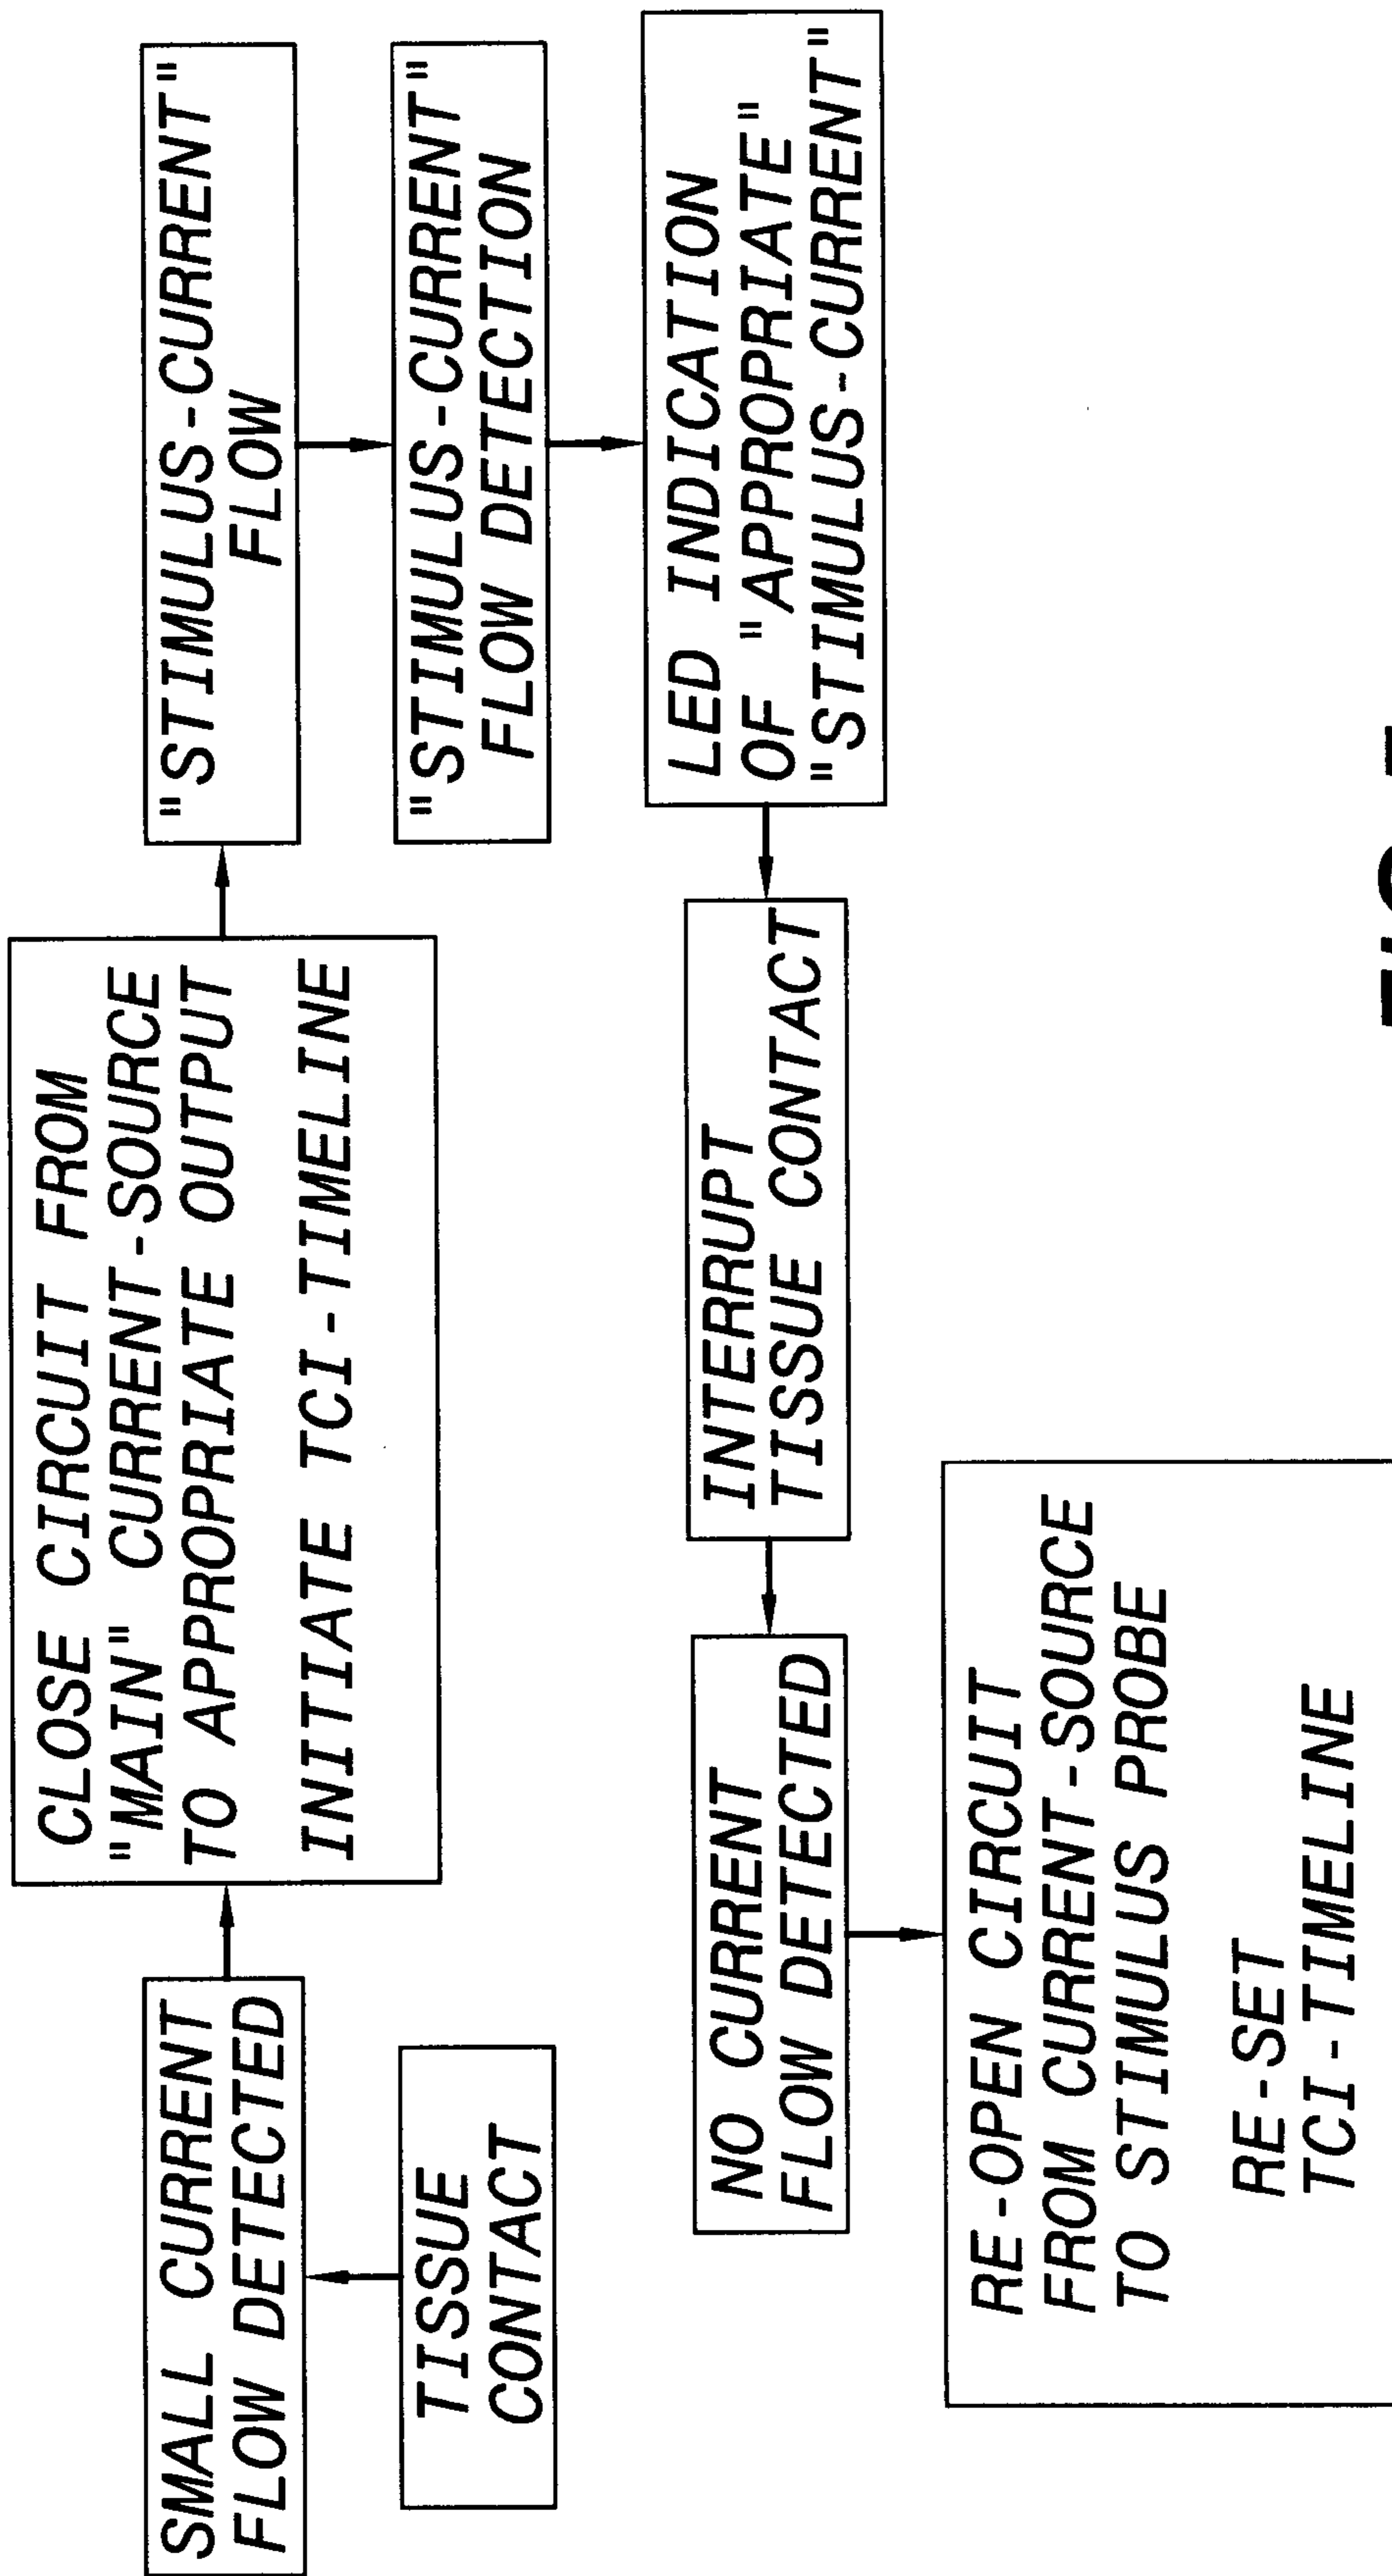 TISSUE
CONTACT
SMALL CURRENT
FLOW DETECTED
CLOSE CIRCUIT FROM
"MAIN" CURRENT-SOURCE
TO APPROPRIATE OUTPUT
INITIATE TCI-TIMELINE
"STIMULUS-CURRENT"
FLOW
"STIMULUS-CURRENT"
FLOW DETECTION
LED INDICATION
OF "APPROPRIATE"
"STIMULUS-CURRENT"
INTERRUPT
TISSUE CONTACT
NO CURRENT
FLOW DETECTED
RE-OPEN CIRCUIT
FROM CURRENT-SOURCE
TO STIMULUS PROBE
RE-SET
TCI-TIMELINE